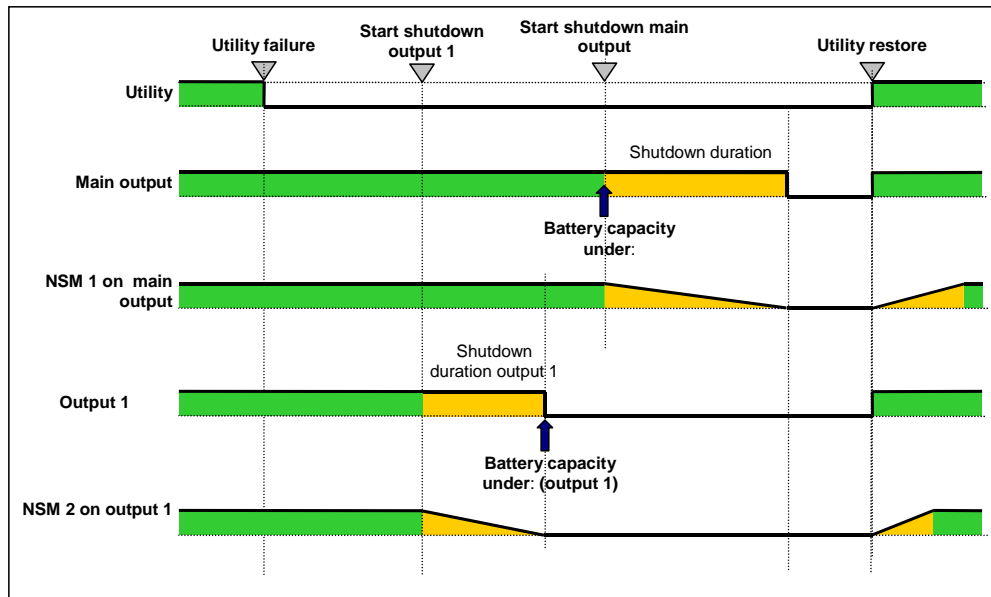 Utility failure
Start shutdown
output 1
Start shutdown main
output
Utility restore
Utility
Shutdown duration
Main output
Battery capacity
under:
NSM 1 on main
output
Shutdown
duration output 1
Output 1
Battery capacity
under: (output 1)
NSM 2 on output 1